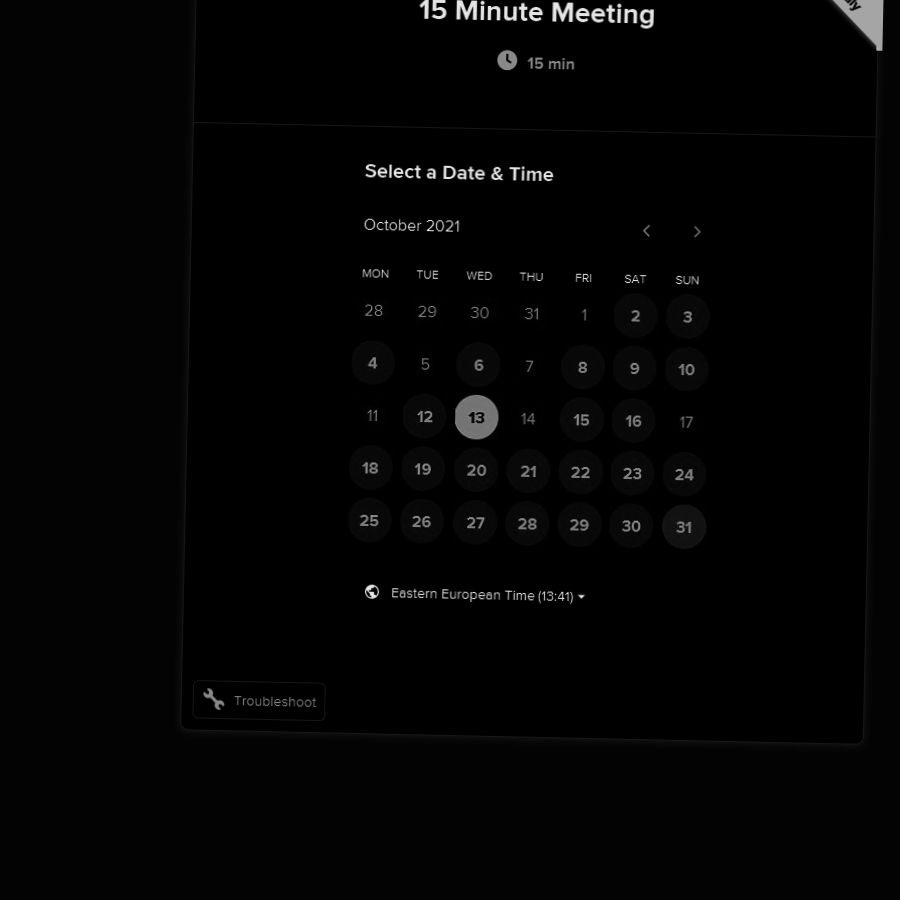 15 Minute Meeting
15 min
Select a Date & Time
October 2021
MON TUE WED THU FRI SAT SUN
28 29 30 31 1 2 3
4 5 6 7 8 9 10
11 12 13 14 15 16 17
18 19 20 21 22 23 24
25 26 27 28 29 30 31
Eastern European Time (13:41)
Troubleshoot